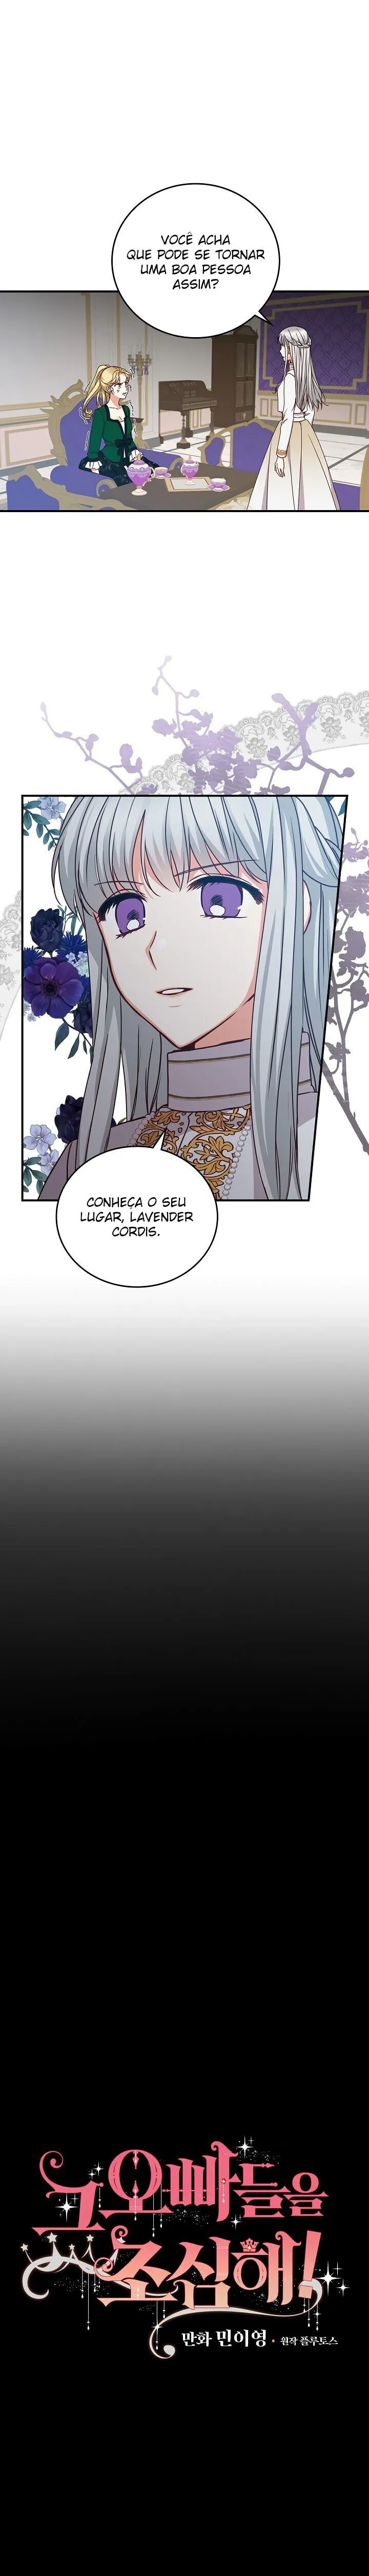 VOCÊ ACHA
QUE PODE SE TORNAR
UMA BOA PESSOA
ASSIM?
CONHEÇA O SEU
LUGAR, LAVENDER
CORDIS.
그 오빠들을
조심해!
만화 민이영 · 원작 플루토스